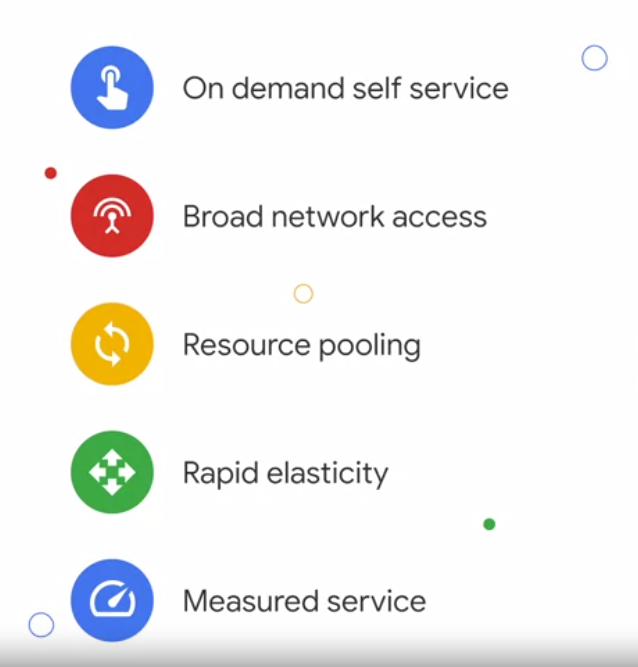 On demand self service
Broad network access
Resource pooling
Rapid elasticity
Measured service